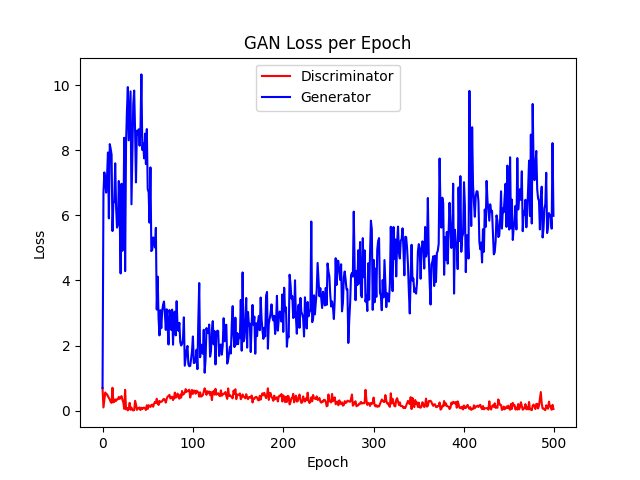 GAN Loss per Epoch
Discriminator
Generator
10
8
6
4
2
0
Loss
0 100 200 300 400 500
Epoch